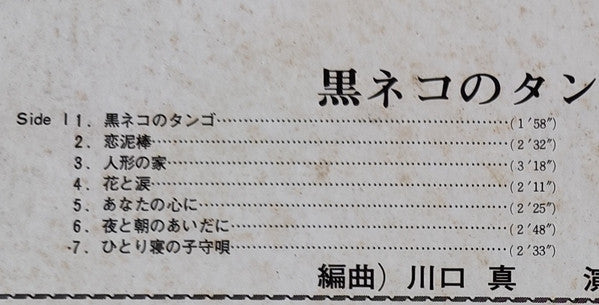 黒ネコのタン
Side I 1. 黒ネコのタンゴ……………………(1′58″)
2. 恋泥棒……………………(2′32″)
3. 人形の家……………………(3′18″)
4. 花と涙……………………(2′11″)
5. あなたの心に……………………(2′25″)
6. 夜と朝のあいだに……………………(2′48″)
7. ひとり寝の子守唄……………………(2′33″)
編曲) 川口 真 演